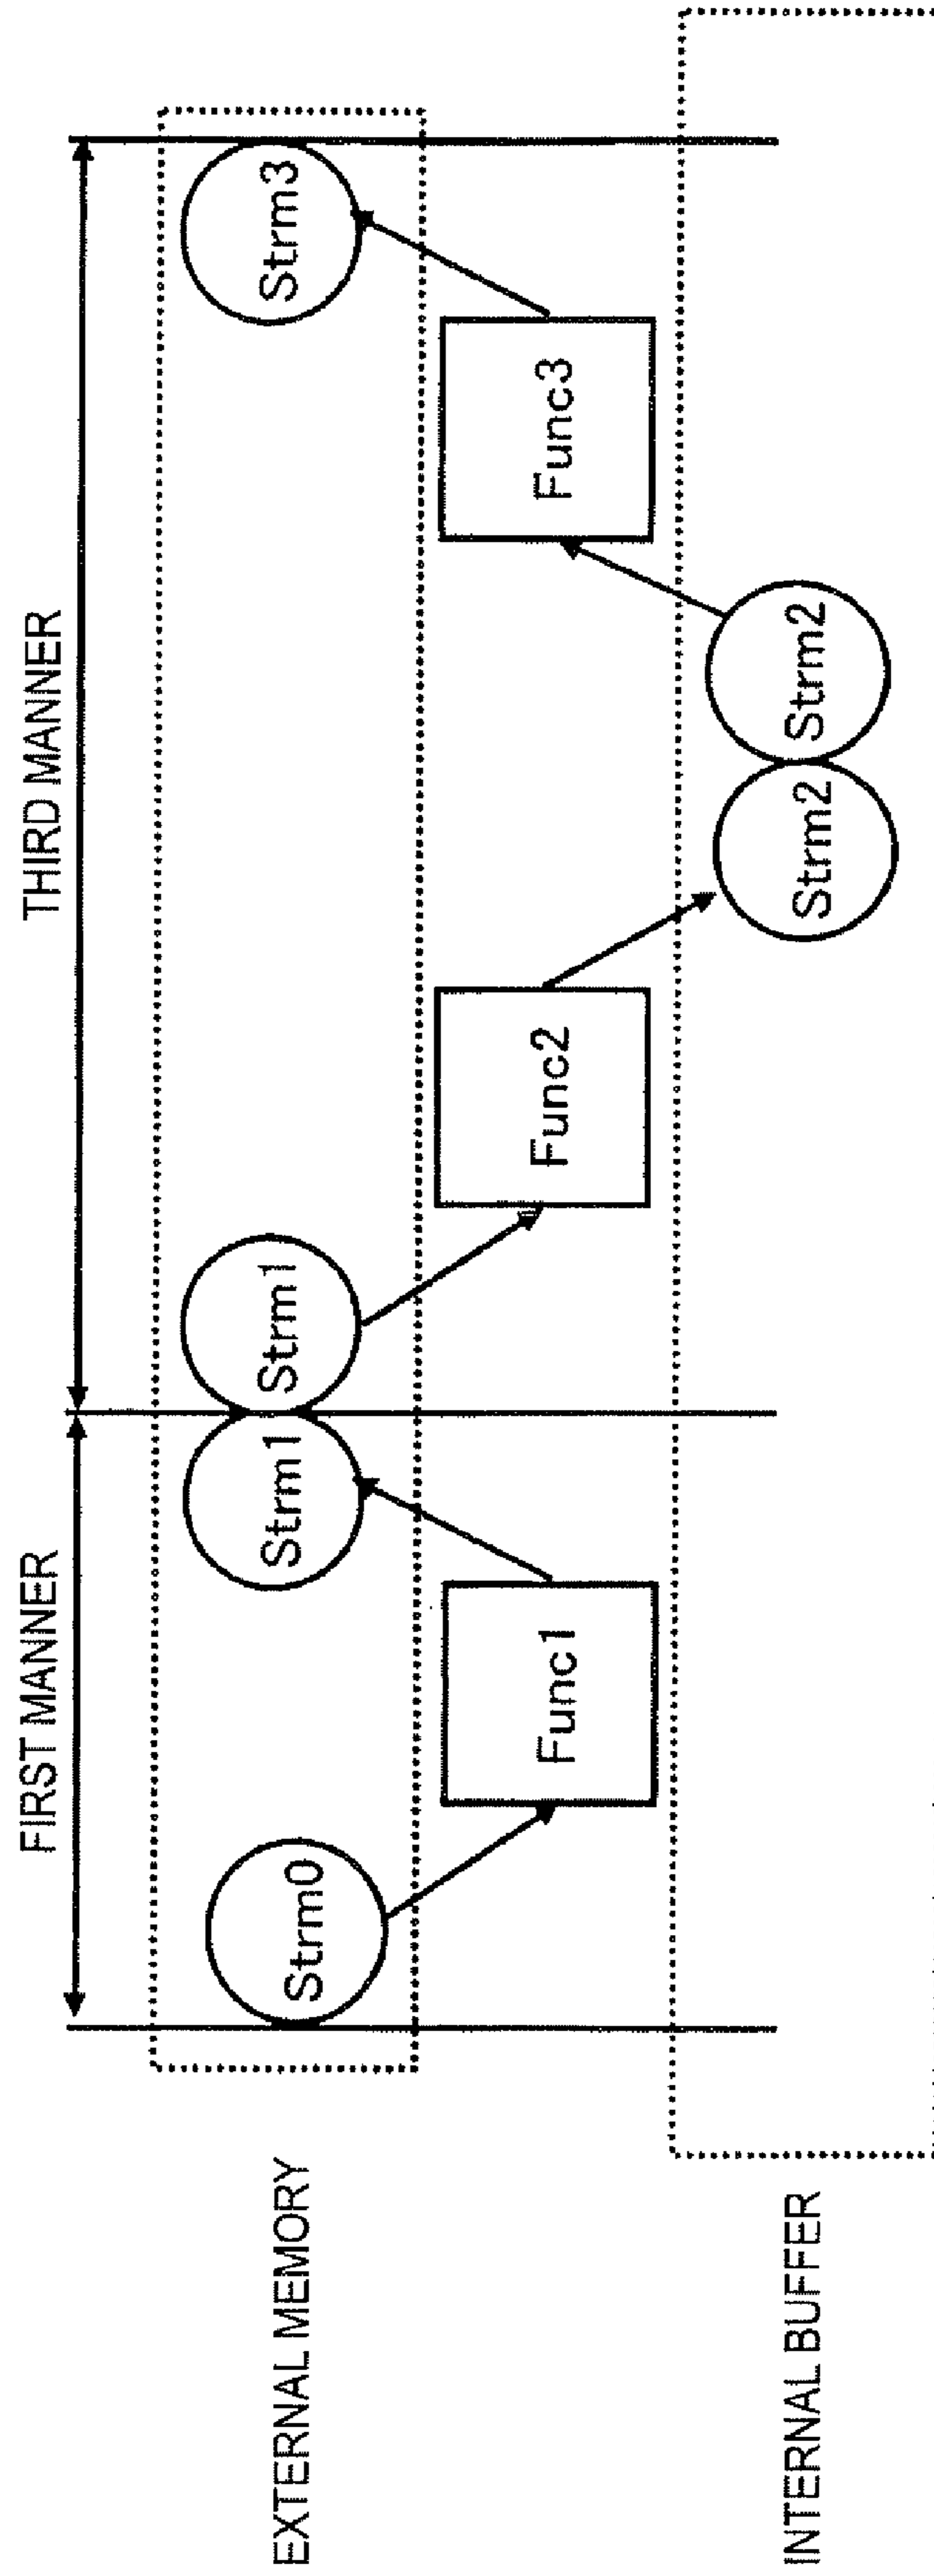 FIRST MANNER
THIRD MANNER
EXTERNAL MEMORY
Strm0
Strm1
Strm1
Strm3
Func1
Func2
Func3
INTERNAL BUFFER
Strm2
Strm2